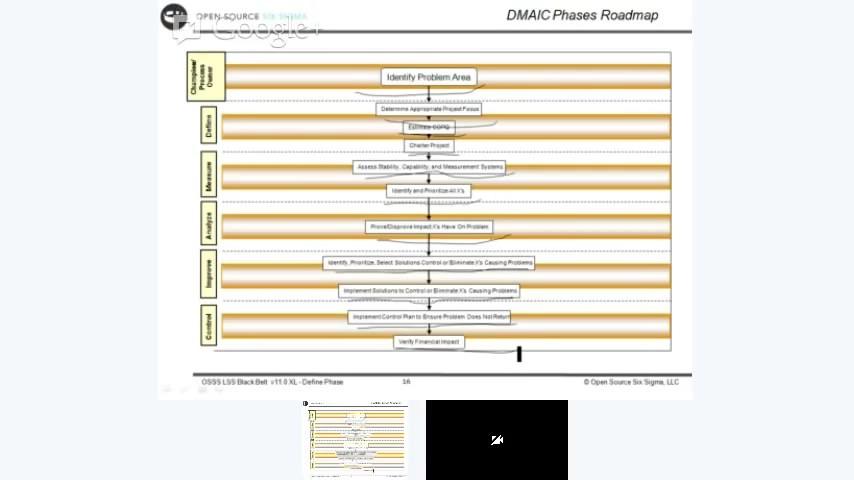 OPEN SOURCE SIX SIGMA
DMAIC Phases Roadmap
Google+
Champion/
Process
Owner
Identify Problem Area
Define
Determine Appropriate Project Focus
Estimate COPQ
Charter Project
Measure
Assess Stability, Capability, and Measurement Systems
Identify and Prioritize All X's
Analyze
Prove/Disprove Impact X's Have On Problem
Improve
Identify, Prioritize, Select Solutions Control or Eliminate X's Causing Problems
Implement Solutions to Control or Eliminate X's Causing Problems
Control
Implement Control Plan to Ensure Problem Does Not Return
Verify Financial Impact
OSSS LSS Black Belt v11.0 XL - Define Phase
16
© Open Source Six Sigma, LLC